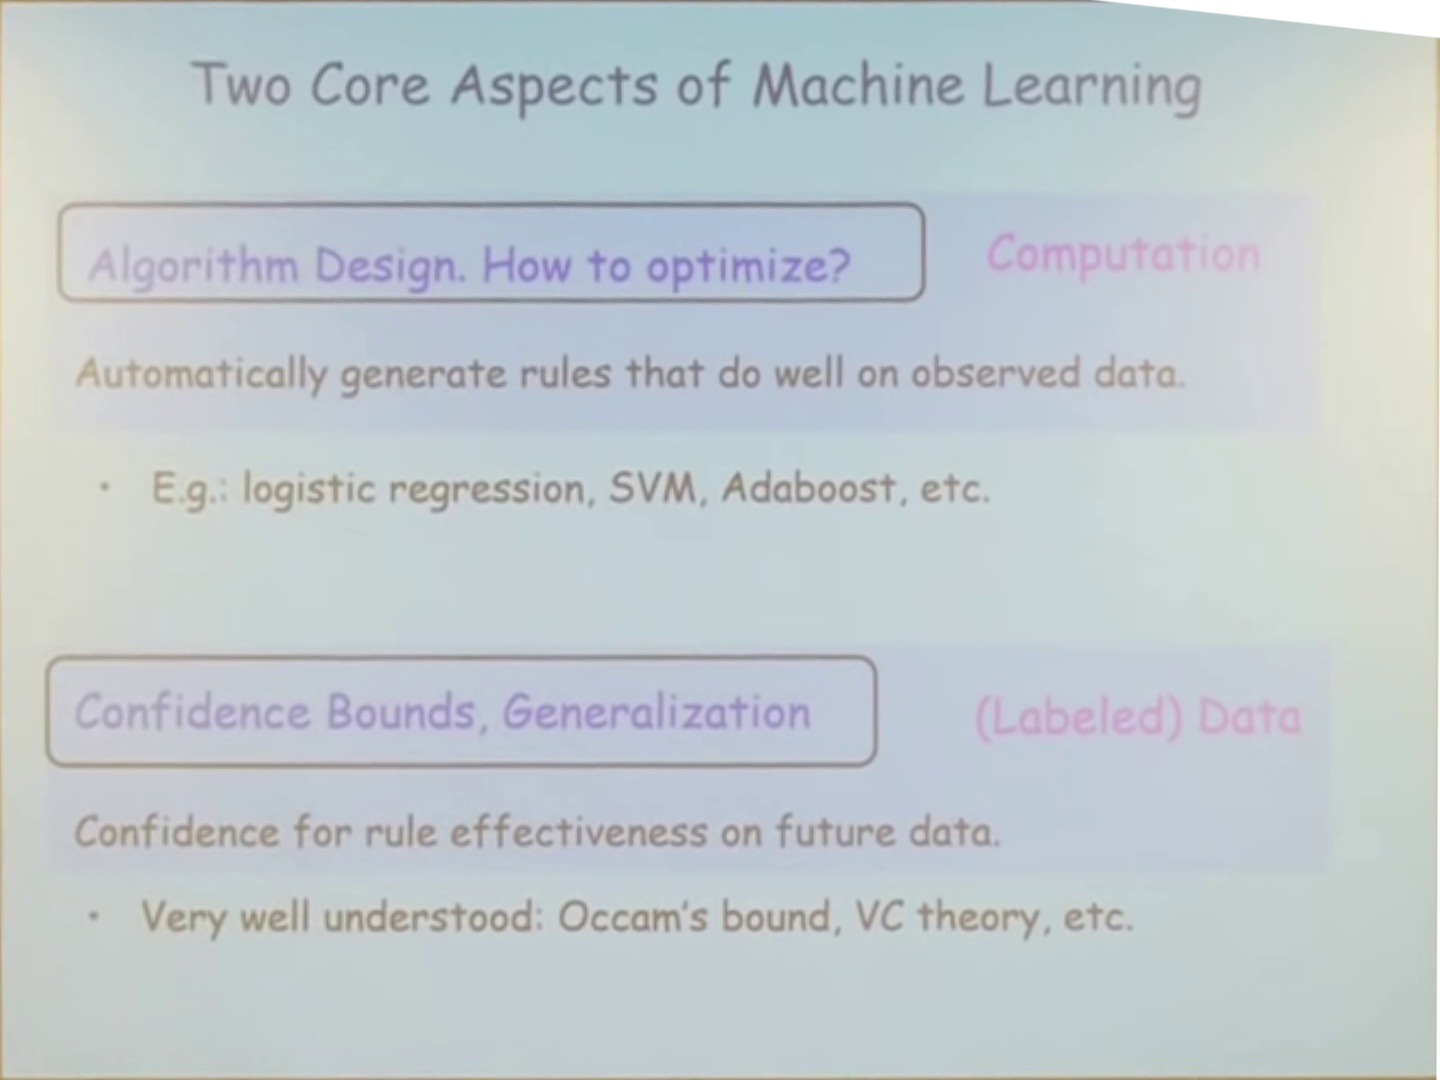 Two Core Aspects of Machine Learning
Algorithm Design. How to optimize?
Computation
Automatically generate rules that do well on observed data.
• E.g.: logistic regression, SVM, Adaboost, etc.
Confidence Bounds, Generalization
(Labeled) Data
Confidence for rule effectiveness on future data.
• Very well understood: Occam's bound, VC theory, etc.